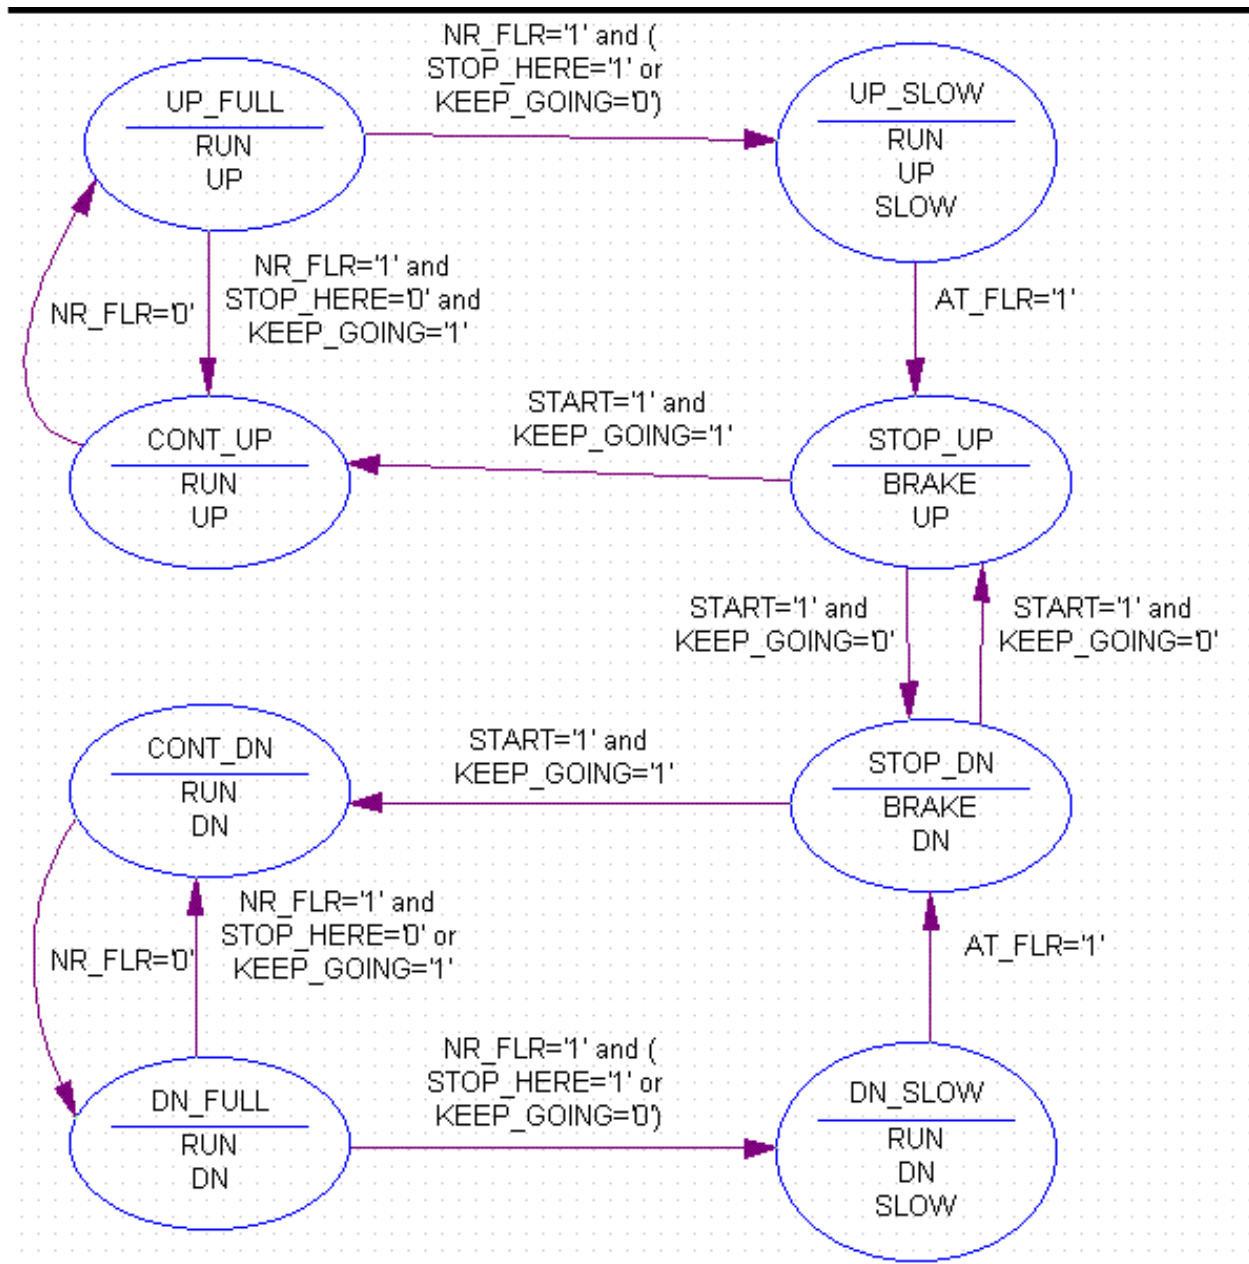 NR_FLR='1' and (
STOP_HERE='1' or
KEEP_GOING='0')
UP_FULL
RUN
UP
UP_SLOW
RUN
UP
SLOW
NR_FLR='0'
NR_FLR='1' and
STOP_HERE='0' and
KEEP_GOING='1'
AT_FLR='1'
CONT_UP
RUN
UP
START='1' and
KEEP_GOING='1'
STOP_UP
BRAKE
UP
START='1' and
KEEP_GOING='0'
START='1' and
KEEP_GOING='0'
CONT_DN
RUN
DN
START='1' and
KEEP_GOING='1'
STOP_DN
BRAKE
DN
NR_FLR='0'
NR_FLR='1' and
STOP_HERE='0' or
KEEP_GOING='1'
AT_FLR='1'
DN_FULL
RUN
DN
NR_FLR='1' and (
STOP_HERE='1' or
KEEP_GOING='0')
DN_SLOW
RUN
DN
SLOW